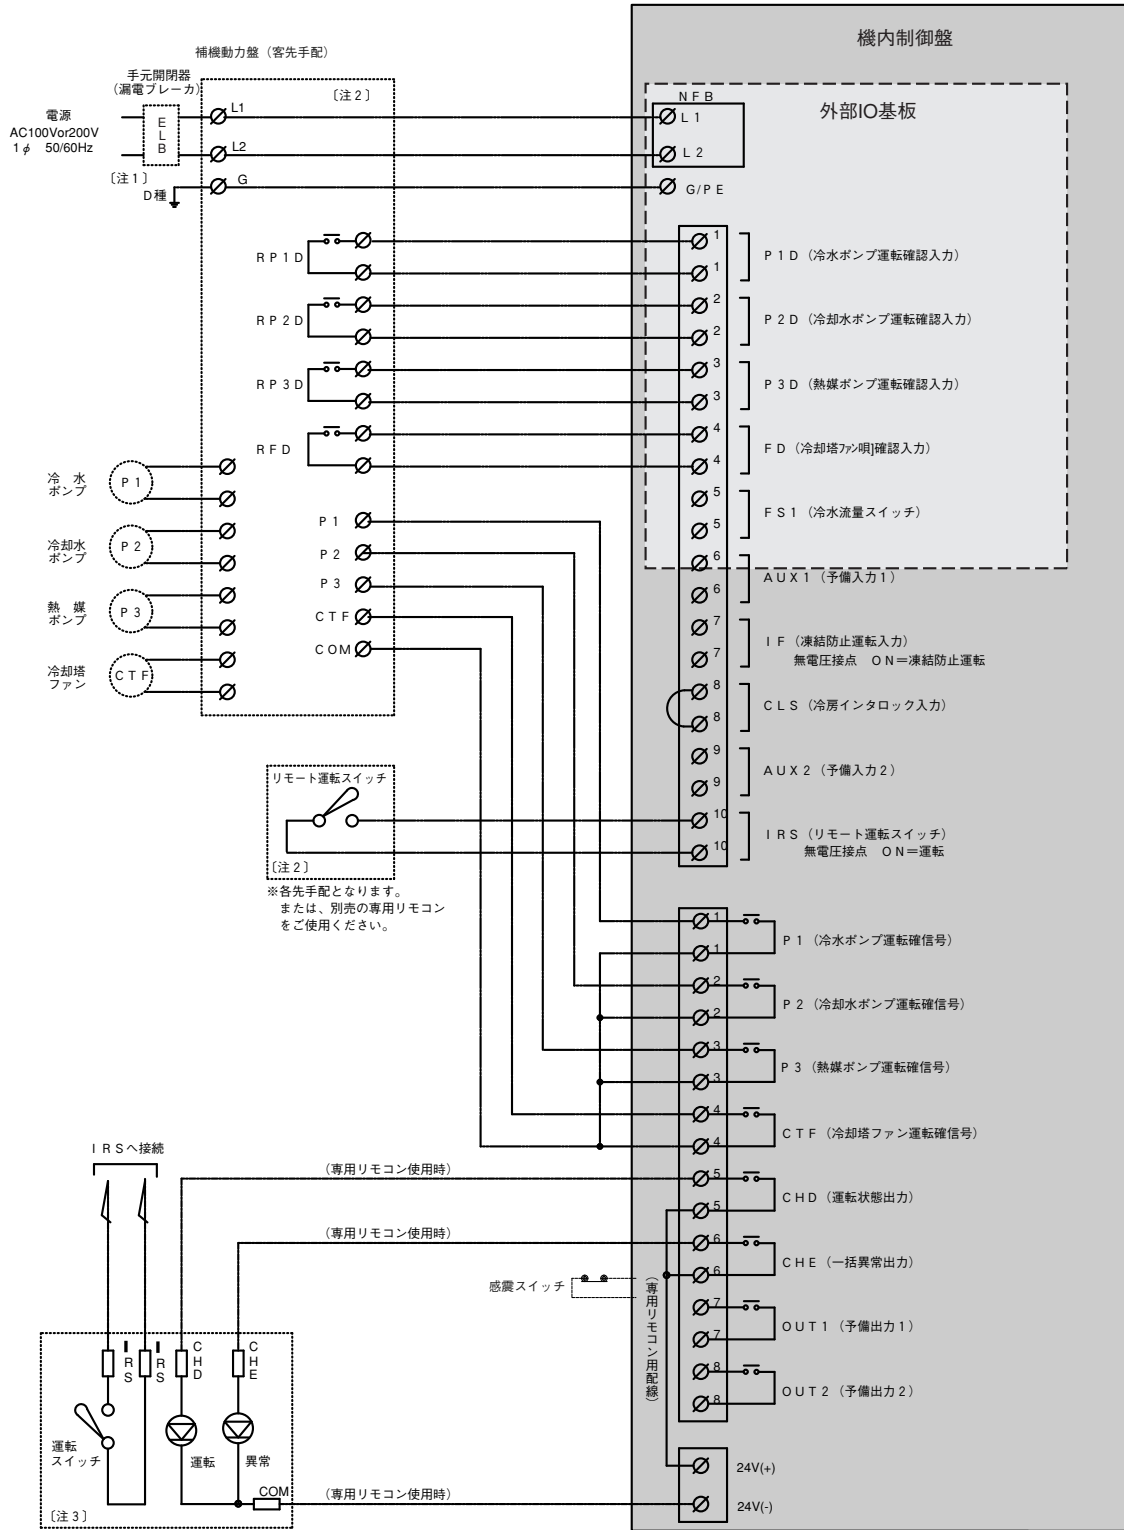 機内制御盤
補機動力盤（客先手配）
手元開閉器
（漏電ブレーカ）
〔注２〕
電源
AC100Vor200V
1φ 50/60Hz
ＥＬＢ
L1
L2
G
〔注１〕
Ｄ種
ＮＦＢ
Ｌ１
Ｌ２
Ｇ/ＰＥ
外部IO基板
ＲＰ１Ｄ
1
1
Ｐ１Ｄ（冷水ポンプ運転確認入力）
ＲＰ２Ｄ
2
2
Ｐ２Ｄ（冷却水ポンプ運転確認入力）
ＲＰ３Ｄ
3
3
Ｐ３Ｄ（熱媒ポンプ運転確認入力）
ＲＦＤ
4
4
ＦＤ（冷却塔ファン唄]確認入力）
冷　水
ポンプ
Ｐ１
5
5
ＦＳ１（冷水流量スイッチ）
冷却水
ポンプ
Ｐ２
6
6
ＡＵＸ１（予備入力１）
熱　媒
ポンプ
Ｐ３
7
7
ＩＦ（凍結防止運転入力）
無電圧接点　ＯＮ＝凍結防止運転
冷却塔
ファン
ＣＴＦ
Ｐ１
Ｐ２
Ｐ３
ＣＴＦ
ＣＯＭ
8
8
ＣＬＳ（冷房インタロック入力）
9
9
ＡＵＸ２（予備入力２）
リモート運転スイッチ
〔注２〕
10
10
ＩＲＳ（リモート運転スイッチ）
無電圧接点　ＯＮ＝運転
※各先手配となります。
または、別売の専用リモコン
をご使用ください。
1
1
Ｐ１（冷水ポンプ運転確信号）
2
2
Ｐ２（冷却水ポンプ運転確信号）
3
3
Ｐ３（熱媒ポンプ運転確信号）
4
4
ＣＴＦ（冷却塔ファン運転確信号）
ＩＲＳへ接続
（専用リモコン使用時）
5
5
ＣＨＤ（運転状態出力）
（専用リモコン使用時）
6
6
ＣＨＥ（一括異常出力）
感震スイッチ
（専用リモコン用配線）
7
7
ＯＵＴ１（予備出力１）
8
8
ＯＵＴ２（予備出力２）
ＩＲＳ
ＩＲＳ
ＣＨＤ
ＣＨＥ
運転
スイッチ
運転
異常
COM
（専用リモコン使用時）
〔注３〕
24V(+)
24V(-)